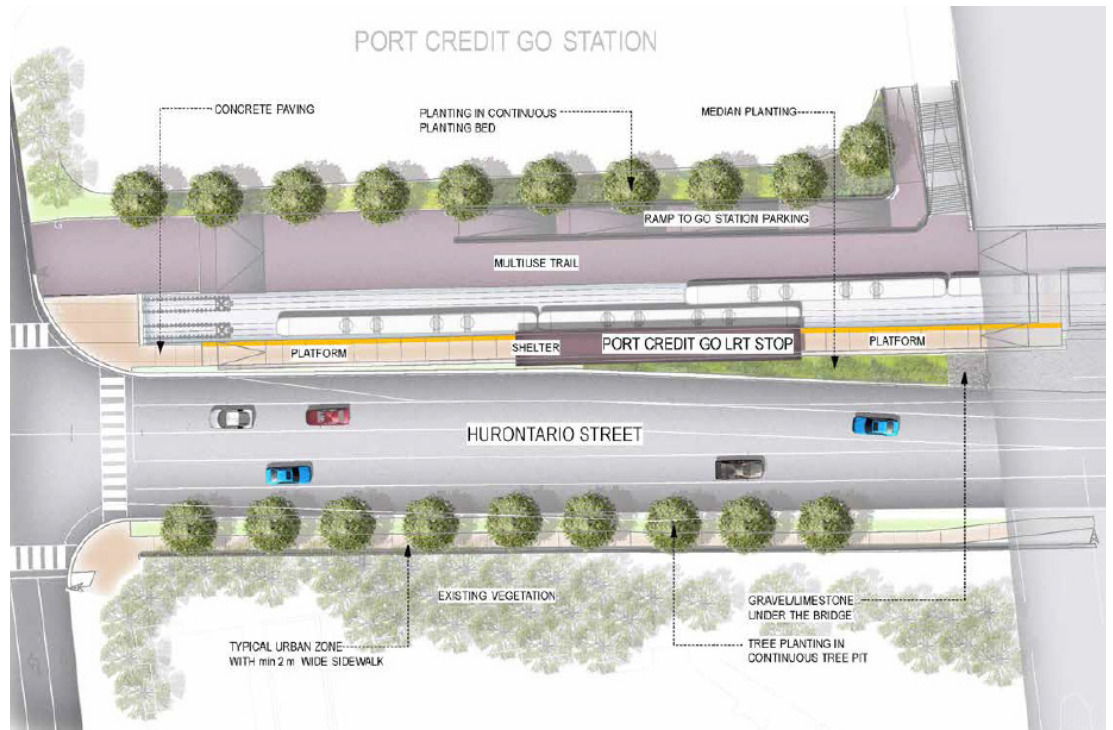 PORT CREDIT GO STATION
CONCRETE PAVING
PLANTING IN CONTINUOUS
PLANTING BED
MEDIAN PLANTING
RAMP TO GO STATION PARKING
MULTIUSE TRAIL
PLATFORM
SHELTER
PORT CREDIT GO LRT STOP
PLATFORM
HURONTARIO STREET
EXISTING VEGETATION
GRAVEL/LIMESTONE
UNDER THE BRIDGE
TYPICAL URBAN ZONE
WITH min 2 m WIDE SIDEWALK
TREE PLANTING IN
CONTINUOUS TREE PIT